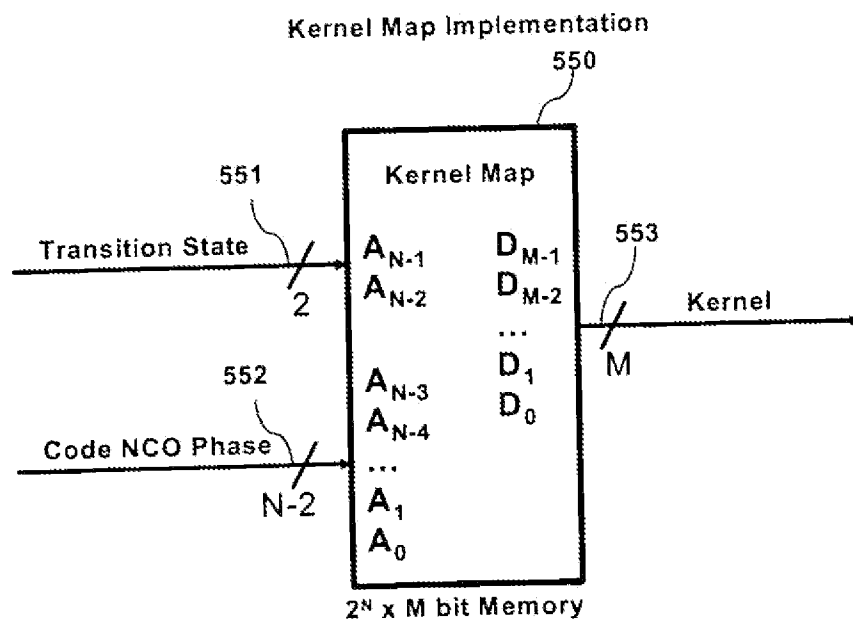 Kernel Map Implementation
550
551
Kernel Map
Transition State
2
A_{N-1}
A_{N-2}
D_{M-1}
D_{M-2}
...
D_1
D_0
553
Kernel
M
552
Code NCO Phase
N-2
A_{N-3}
A_{N-4}
...
A_1
A_0
2^N x M bit Memory